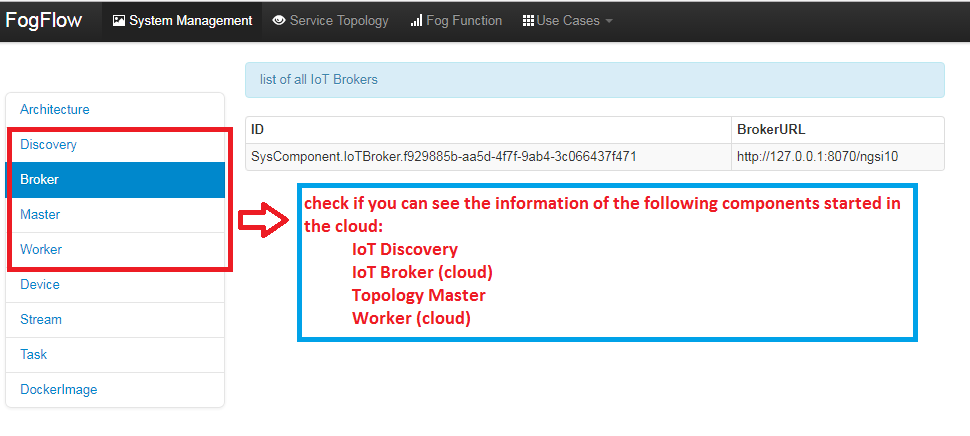 FogFlow System Management Service Topology Fog Function Use Cases
list of all IoT Brokers
Architecture
Discovery
Broker
Master
Worker
Device
Stream
Task
DockerImage
ID BrokerURL
SysComponent.IoTBroker.f929885b-aa5d-4f7f-9ab4-3c066437f471 http://127.0.0.1:8070/ngsi10
check if you can see the information of the following components started in
the cloud:
IoT Discovery
IoT Broker (cloud)
Topology Master
Worker (cloud)